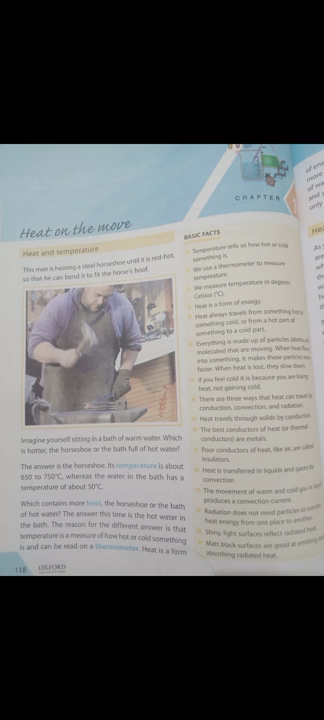 CHAPTER
Heat on the move
Heat and temperature
This man is heating a steel horseshoe until it is red-hot,
so that he can bend it to fit the horse's hoof.
Imagine yourself sitting in a bath of warm water. Which
is hotter, the horseshoe or the bath full of hot water?
The answer is the horseshoe. Its temperature is about
650 to 750°C, whereas the water in the bath has a
temperature of about 50°C.
Which contains more heat, the horseshoe or the bath
of hot water? The answer this time is the hot water in
the bath. The reason for the different answer is that
temperature is a measure of how hot or cold something
is and can be read on a thermometer. Heat is a form
118 OXFORD
BASIC FACTS
Temperature tells us how hot or cold
something is.
We use a thermometer to measure
temperature.
We measure temperature in degrees
Celsius (°C).
Heat is a form of energy.
Heat always travels from something hot to
something cold, or from a hot part of
something to a cold part.
Everything is made up of particles
molecules) that are moving. When heat
into something, it makes these particles
faster. When heat is lost, they slow down.
If you feel cold it is because you are losing
heat, not gaining cold.
There are three ways that heat can travel
conduction, convection, and radiation.
Heat travels through solids by conduction.
The best conductors of heat (or thermal
conductors) are metals.
Poor conductors of heat, like air, are called
insulators.
Heat is transferred in liquids and gases by
convection.
The movement of warm and cold gas or
produces a convection current.
Radiation does not need particles to
heat energy from one place to another.
Shiny, light surfaces reflect radiated heat.
Matt black surfaces are good at emitting
absorbing radiated heat.